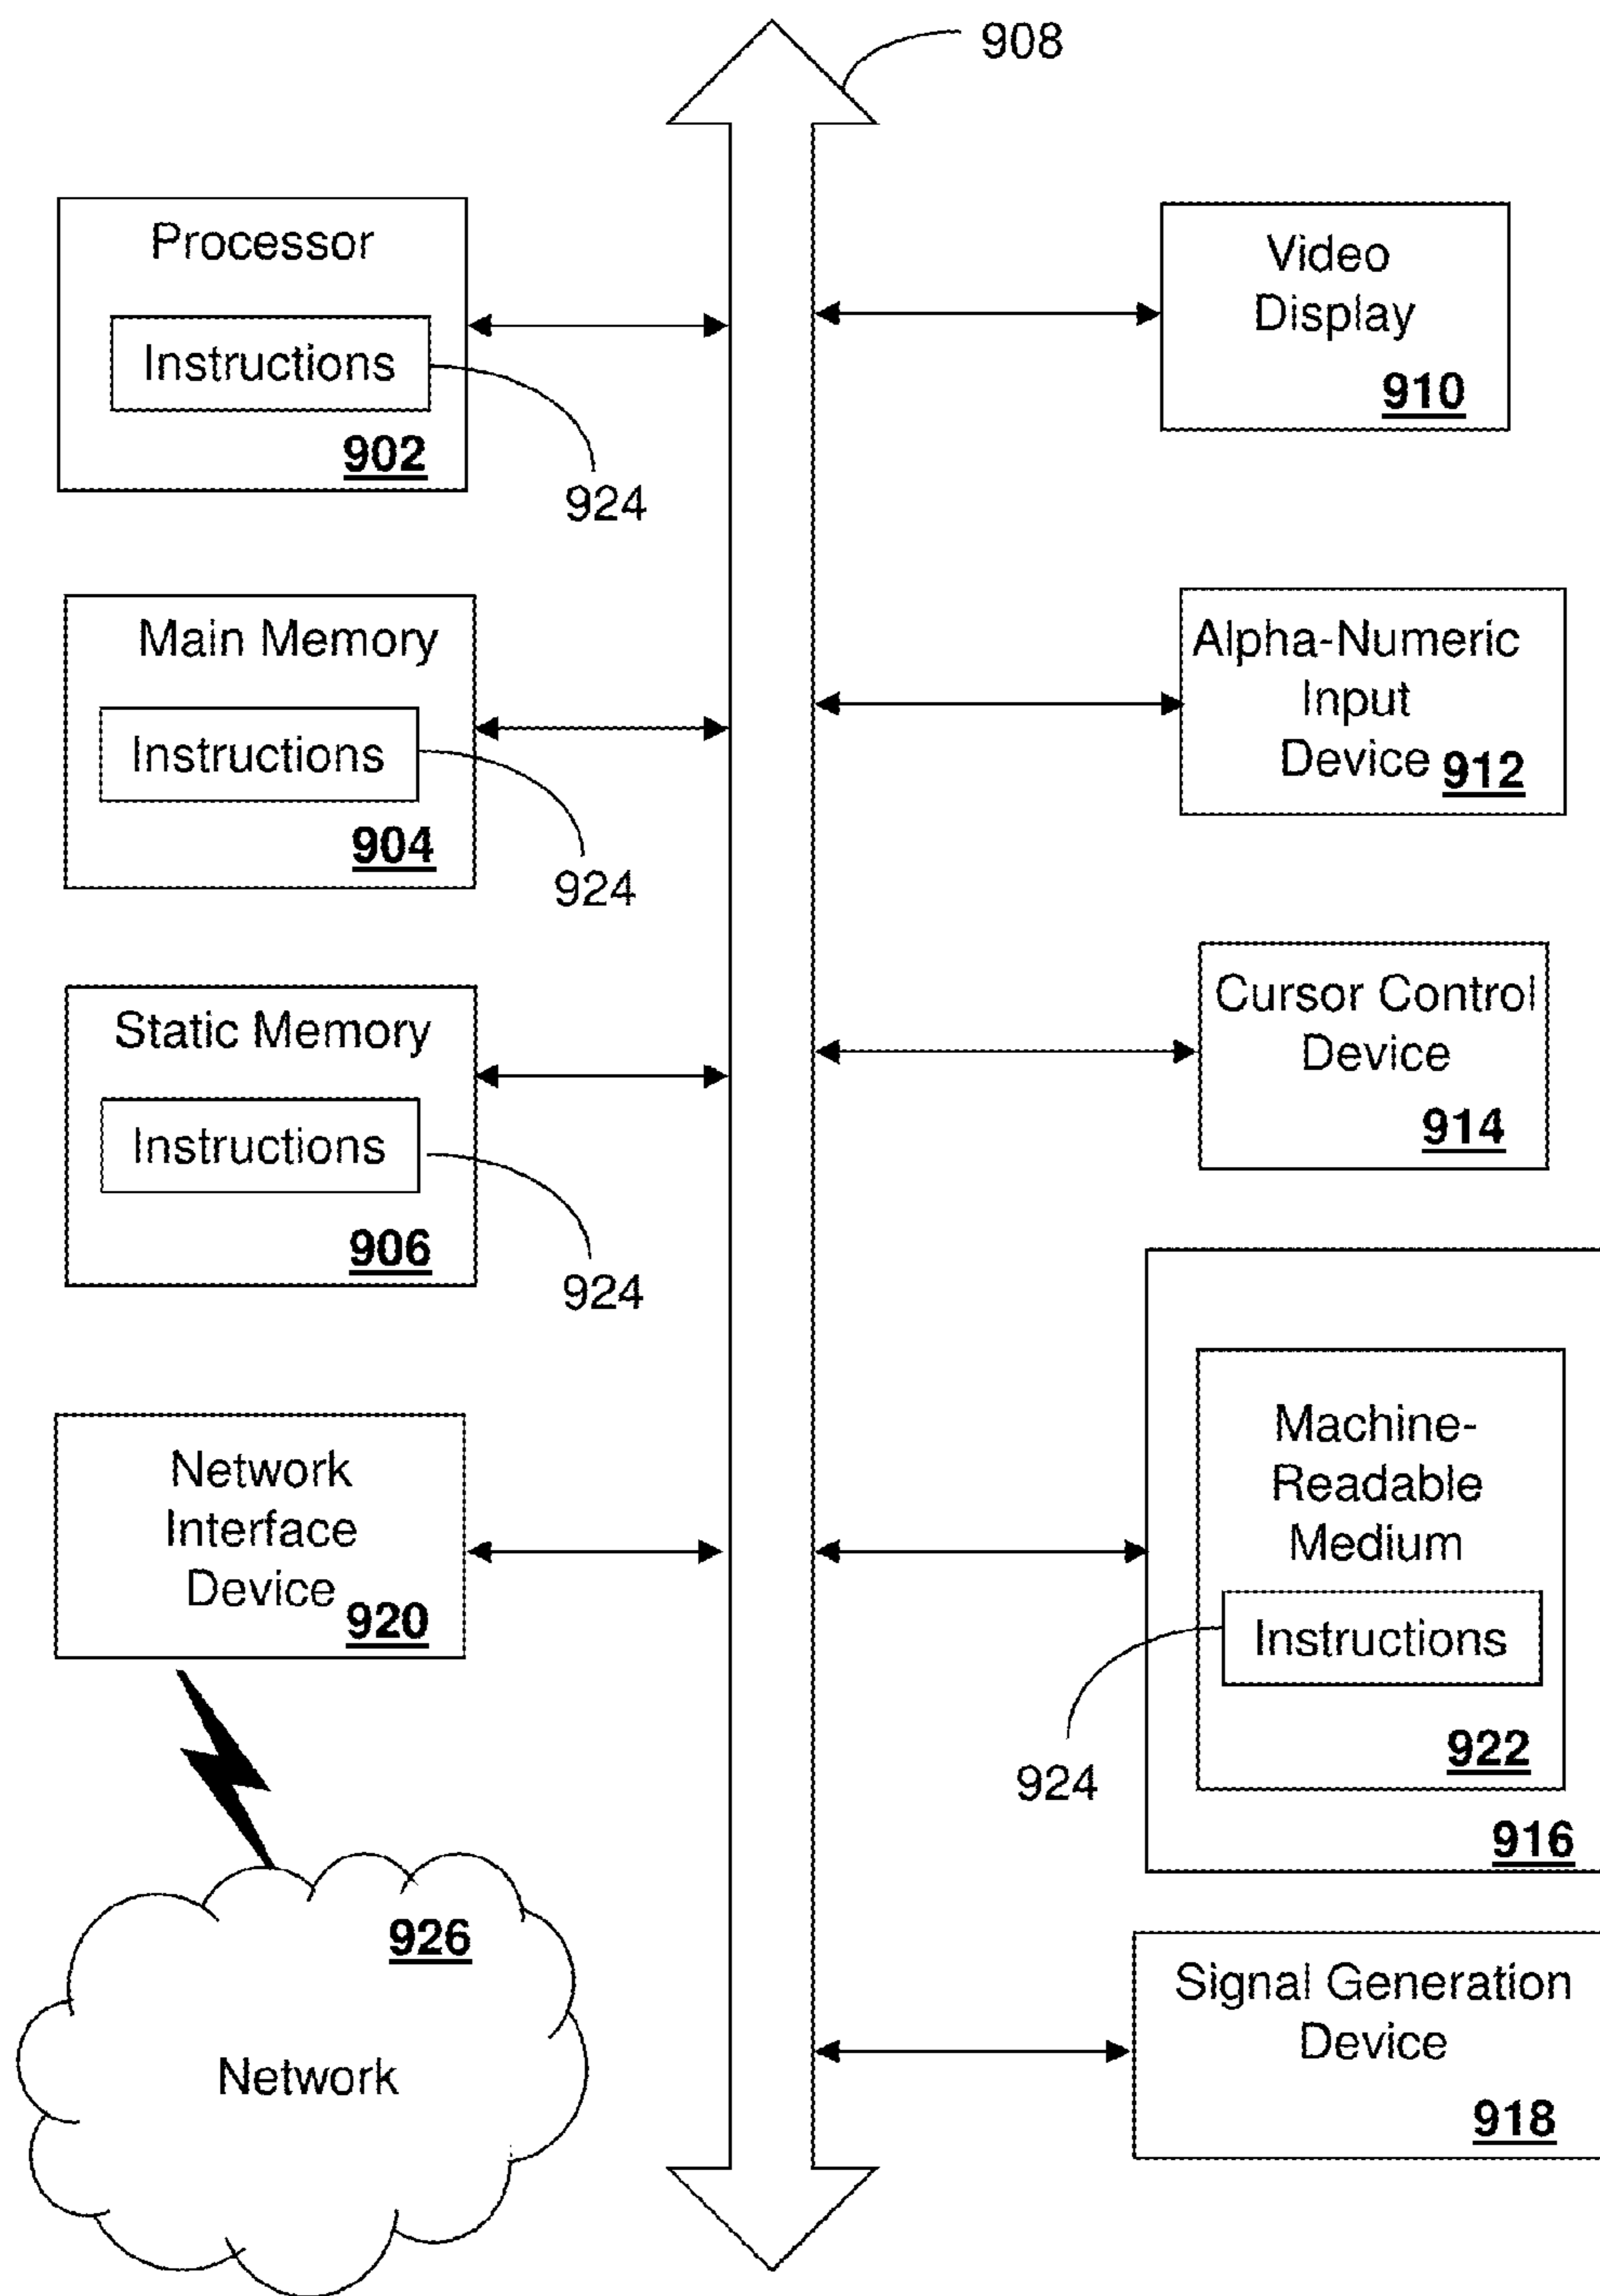 908
Processor
Instructions
902
924
Main Memory
Instructions
904
924
Static Memory
Instructions
906
924
Network
Interface
Device
920
926
Network
Video
Display
910
Alpha-Numeric
Input
Device
912
Cursor Control
Device
914
Machine-
Readable
Medium
Instructions
922
924
916
Signal Generation
Device
918